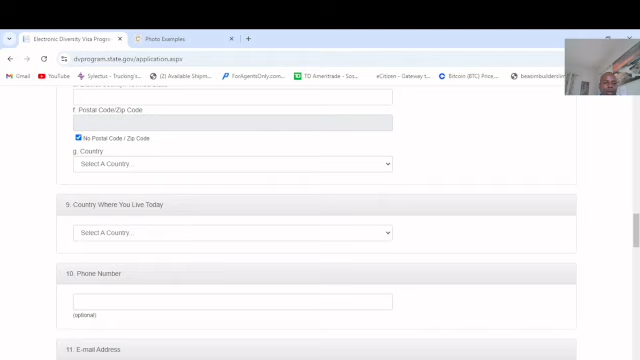 Electronic Diversity Visa Progra
Photo Examples
dvprogram.state.gov/application.aspx
Gmail
YouTube
Sylectus - Trucking's
(2) Available Shipm
ForAgentsOnly.com
TD Ameritrade - Sos
eCitizen - Gateway t
Bitcoin (BTC) Price
beaombuildersl
f. Postal Code/Zip Code
No Postal Code / Zip Code
g. Country
Select A Country...
9. Country Where You Live Today
Select A Country...
10. Phone Number
(optional)
11. E-mail Address